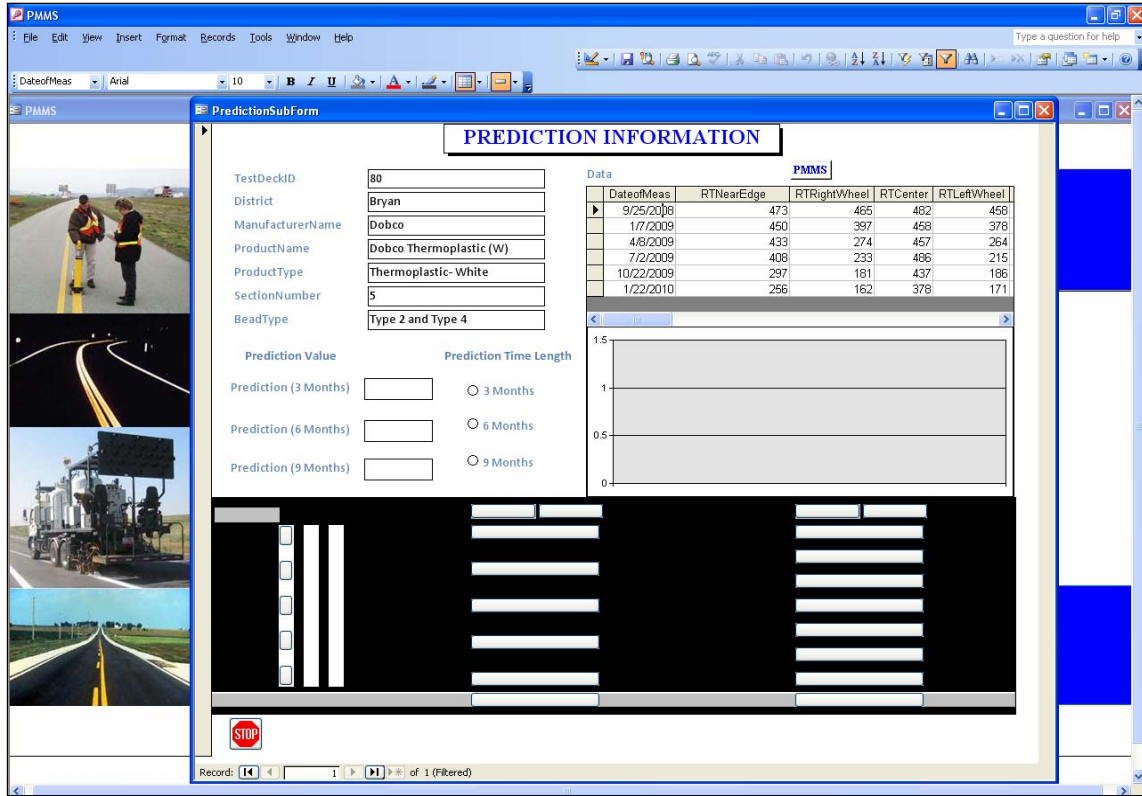 PMMS
File Edit View Insert Format Records Tools Window Help Type a question for help
DateofMeas Arial 10 B I U A
PMMS
PredictionSubForm
PREDICTION INFORMATION
TestDeckID 80
District Bryan
ManufacturerName Dobco
ProductName Dobco Thermoplastic (W)
ProductType Thermoplastic- White
SectionNumber 5
BeadType Type 2 and Type 4
Data PMMS
DateofMeas RTNearEdge RTRightWheel RTCenter RTLeftWheel
9/25/2008 473 465 482 458
1/7/2009 450 397 458 378
4/8/2009 433 274 457 264
7/2/2009 408 233 486 215
10/22/2009 297 181 437 186
1/22/2010 256 162 378 171
Prediction Value Prediction Time Length
Prediction (3 Months) 3 Months
Prediction (6 Months) 6 Months
Prediction (9 Months) 9 Months
1.5
1
0.5
0
STOP
Record: 1 of 1 (Filtered)